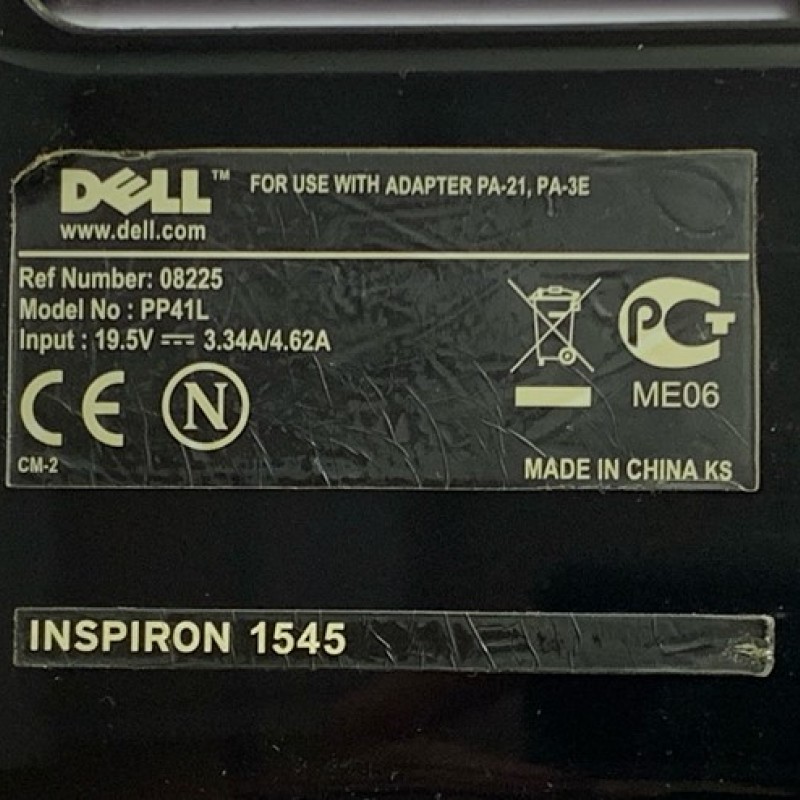 DELL™ FOR USE WITH ADAPTER PA-21, PA-3E
www.dell.com
Ref Number: 08225
Model No : PP41L
Input : 19.5V ⎓ 3.34A/4.62A
CE N PCT
ME06
CM-2
MADE IN CHINA KS
INSPIRON 1545